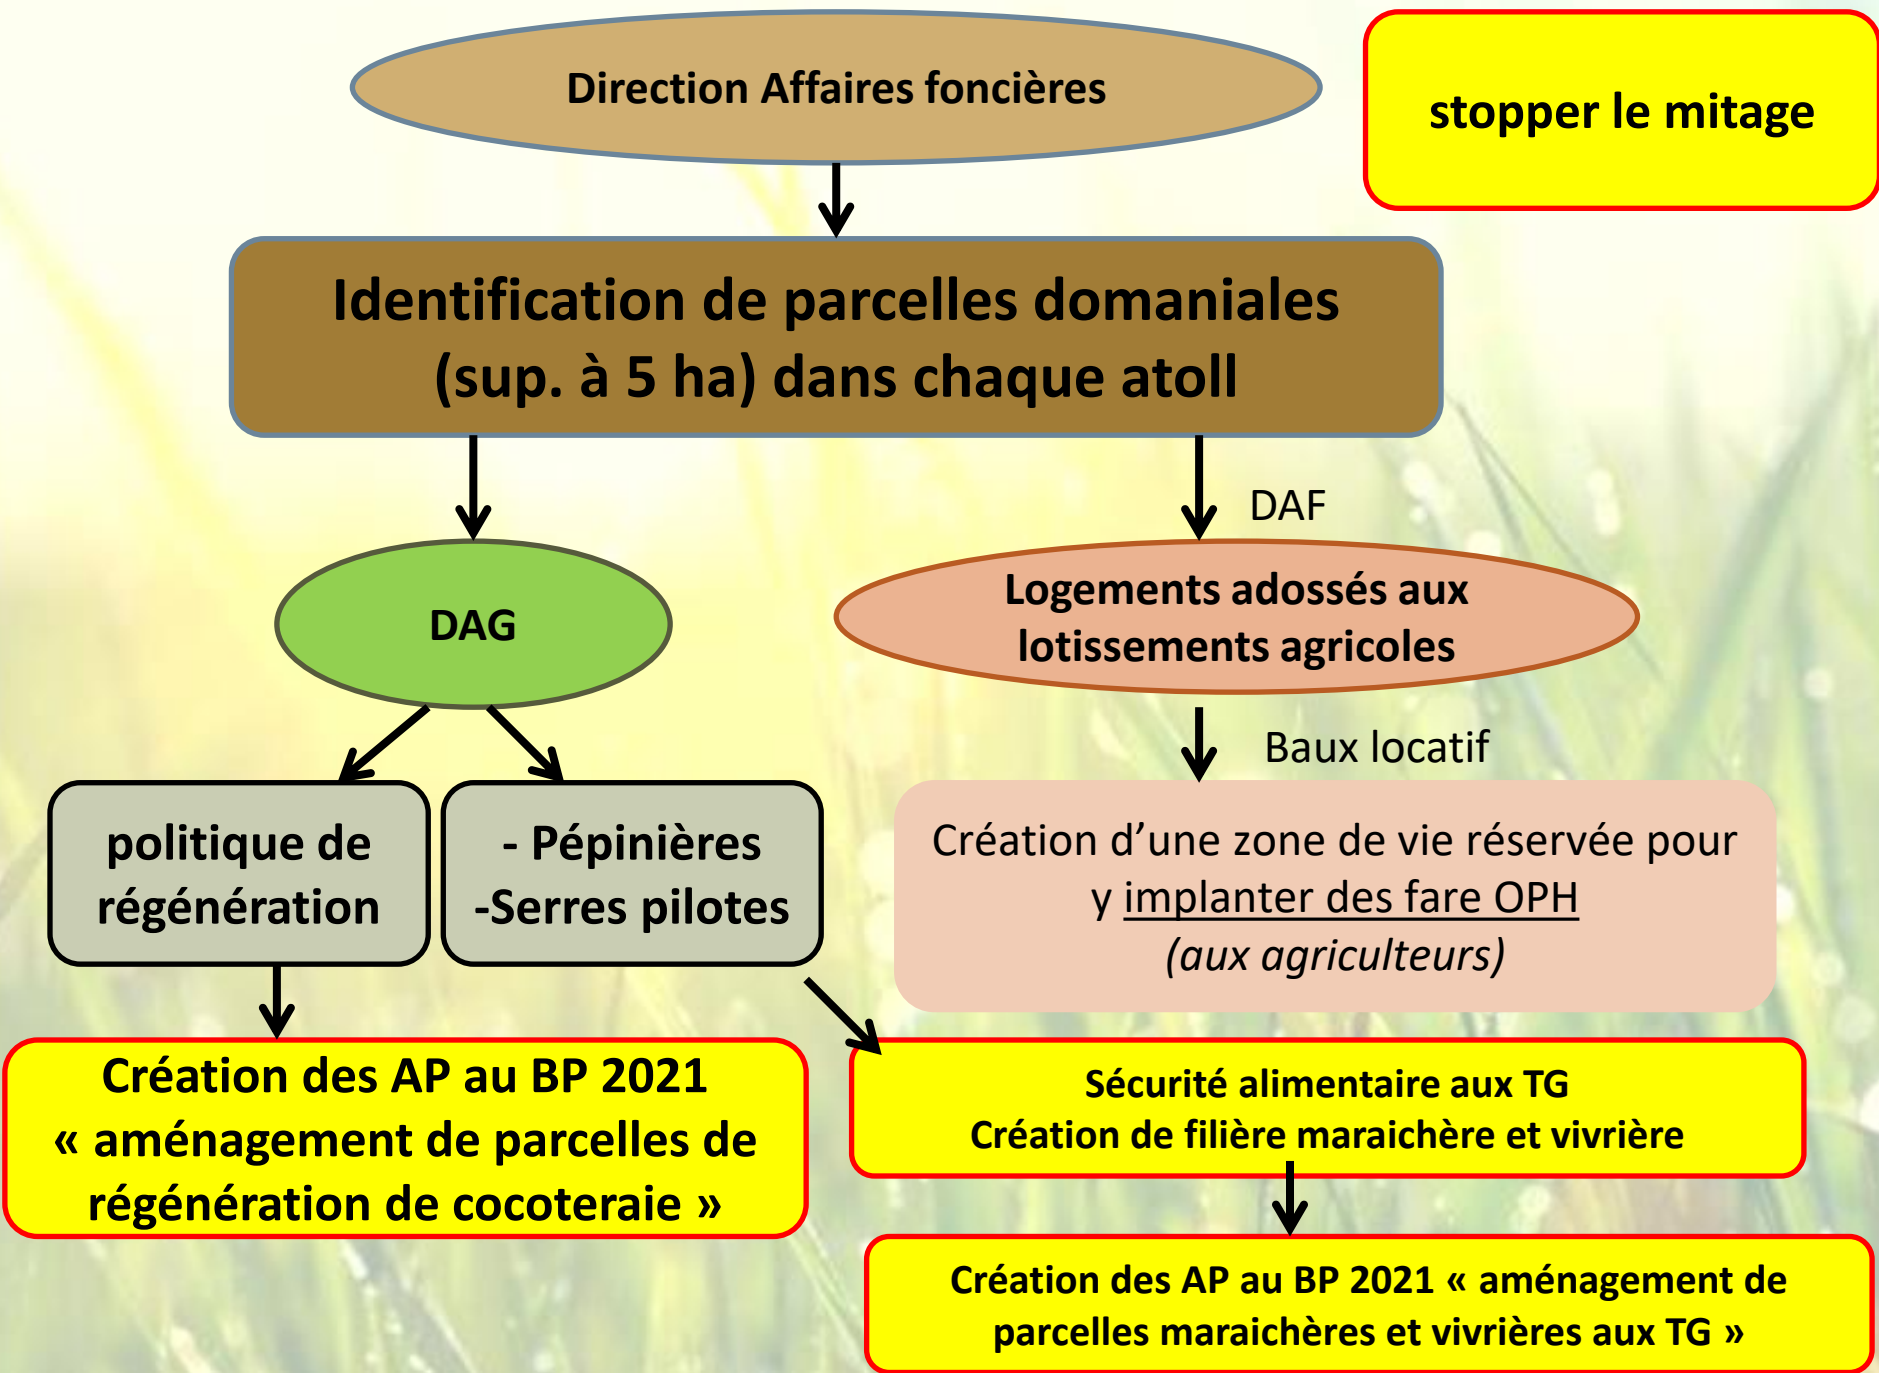 Direction Affaires foncières
stopper le mitage
Identification de parcelles domaniales
(sup. à 5 ha) dans chaque atoll
DAF
DAG
Logements adossés aux
lotissements agricoles
Baux locatif
politique de
régénération
- Pépinières
-Serres pilotes
Création d’une zone de vie réservée pour
y implanter des fare OPH
(aux agriculteurs)
Création des AP au BP 2021
« aménagement de parcelles de
régénération de cocoteraie »
Sécurité alimentaire aux TG
Création de filière maraichère et vivrière
Création des AP au BP 2021 « aménagement de
parcelles maraichères et vivrières aux TG »